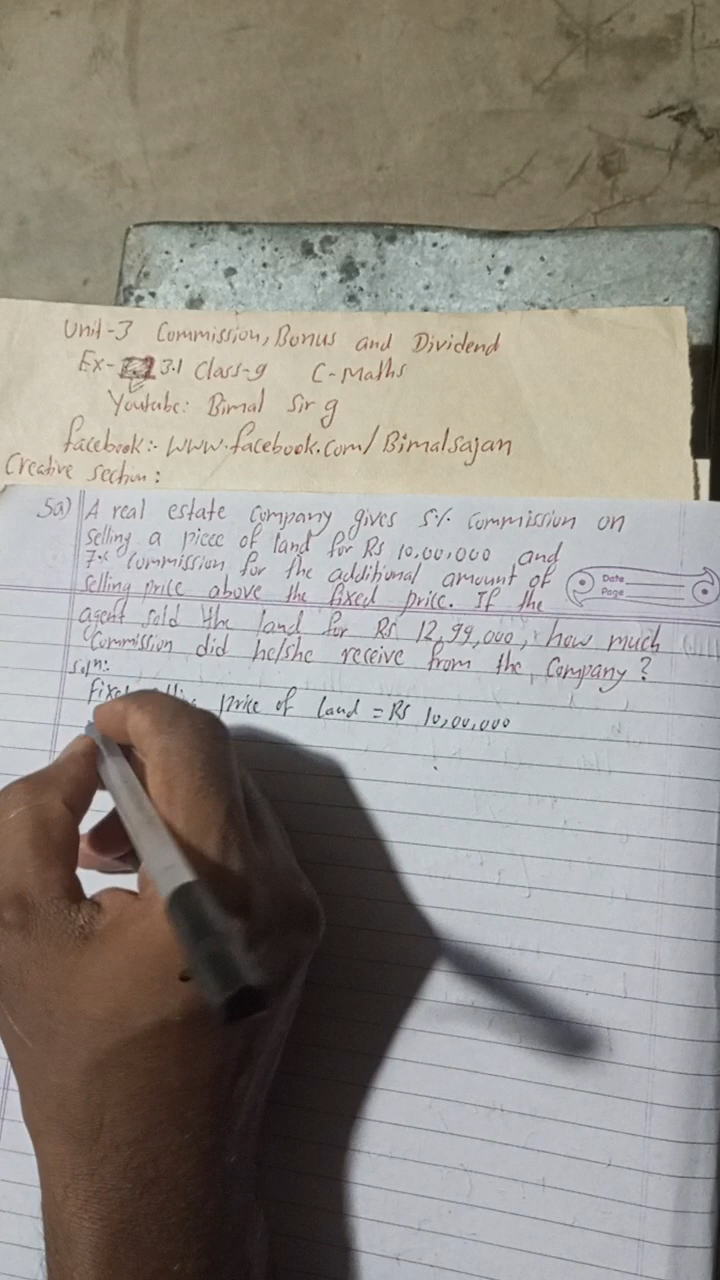 Unit-3 Commission, Bonus and Dividend
Ex- 3.1 Class-9 C-Maths
Youtube: Bimal Sir g
facebook:- www.facebook.com/Bimalsajan
Creative section:
5a) A real estate company gives 5% commission on
selling a piece of land for Rs 10,00,000 and
7% commission for the additional amount of
selling price above the fixed price. If the
Date
Page
agent sold the land for Rs 12,99,000, how much
commission did he/she receive from the company?
Solⁿ:
price of land = Rs 10,00,000